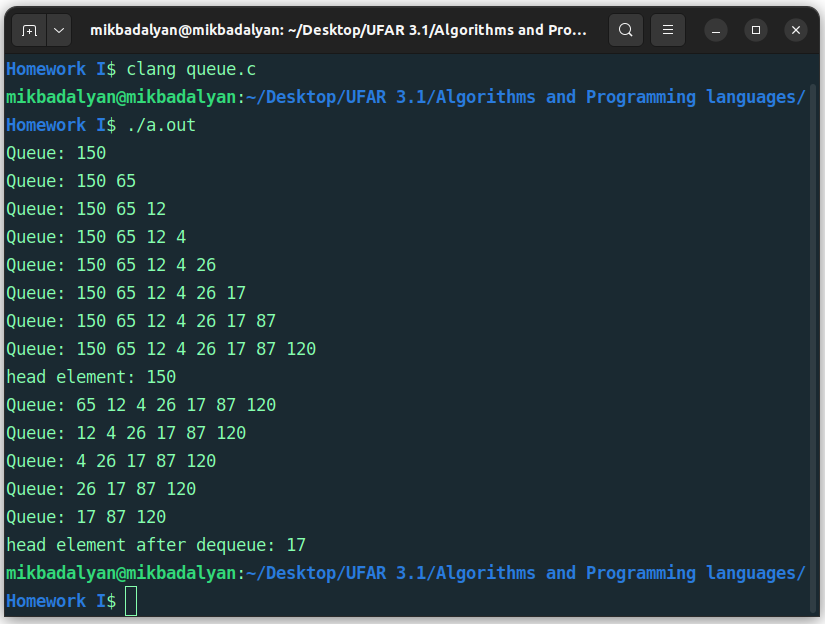 mikbadalyan@mikbadalyan: ~/Desktop/UFAR 3.1/Algorithms and Pro...
Homework I$ clang queue.c
mikbadalyan@mikbadalyan:~/Desktop/UFAR 3.1/Algorithms and Programming languages/
Homework I$ ./a.out
Queue: 150
Queue: 150 65
Queue: 150 65 12
Queue: 150 65 12 4
Queue: 150 65 12 4 26
Queue: 150 65 12 4 26 17
Queue: 150 65 12 4 26 17 87
Queue: 150 65 12 4 26 17 87 120
head element: 150
Queue: 65 12 4 26 17 87 120
Queue: 12 4 26 17 87 120
Queue: 4 26 17 87 120
Queue: 26 17 87 120
Queue: 17 87 120
head element after dequeue: 17
mikbadalyan@mikbadalyan:~/Desktop/UFAR 3.1/Algorithms and Programming languages/
Homework I$